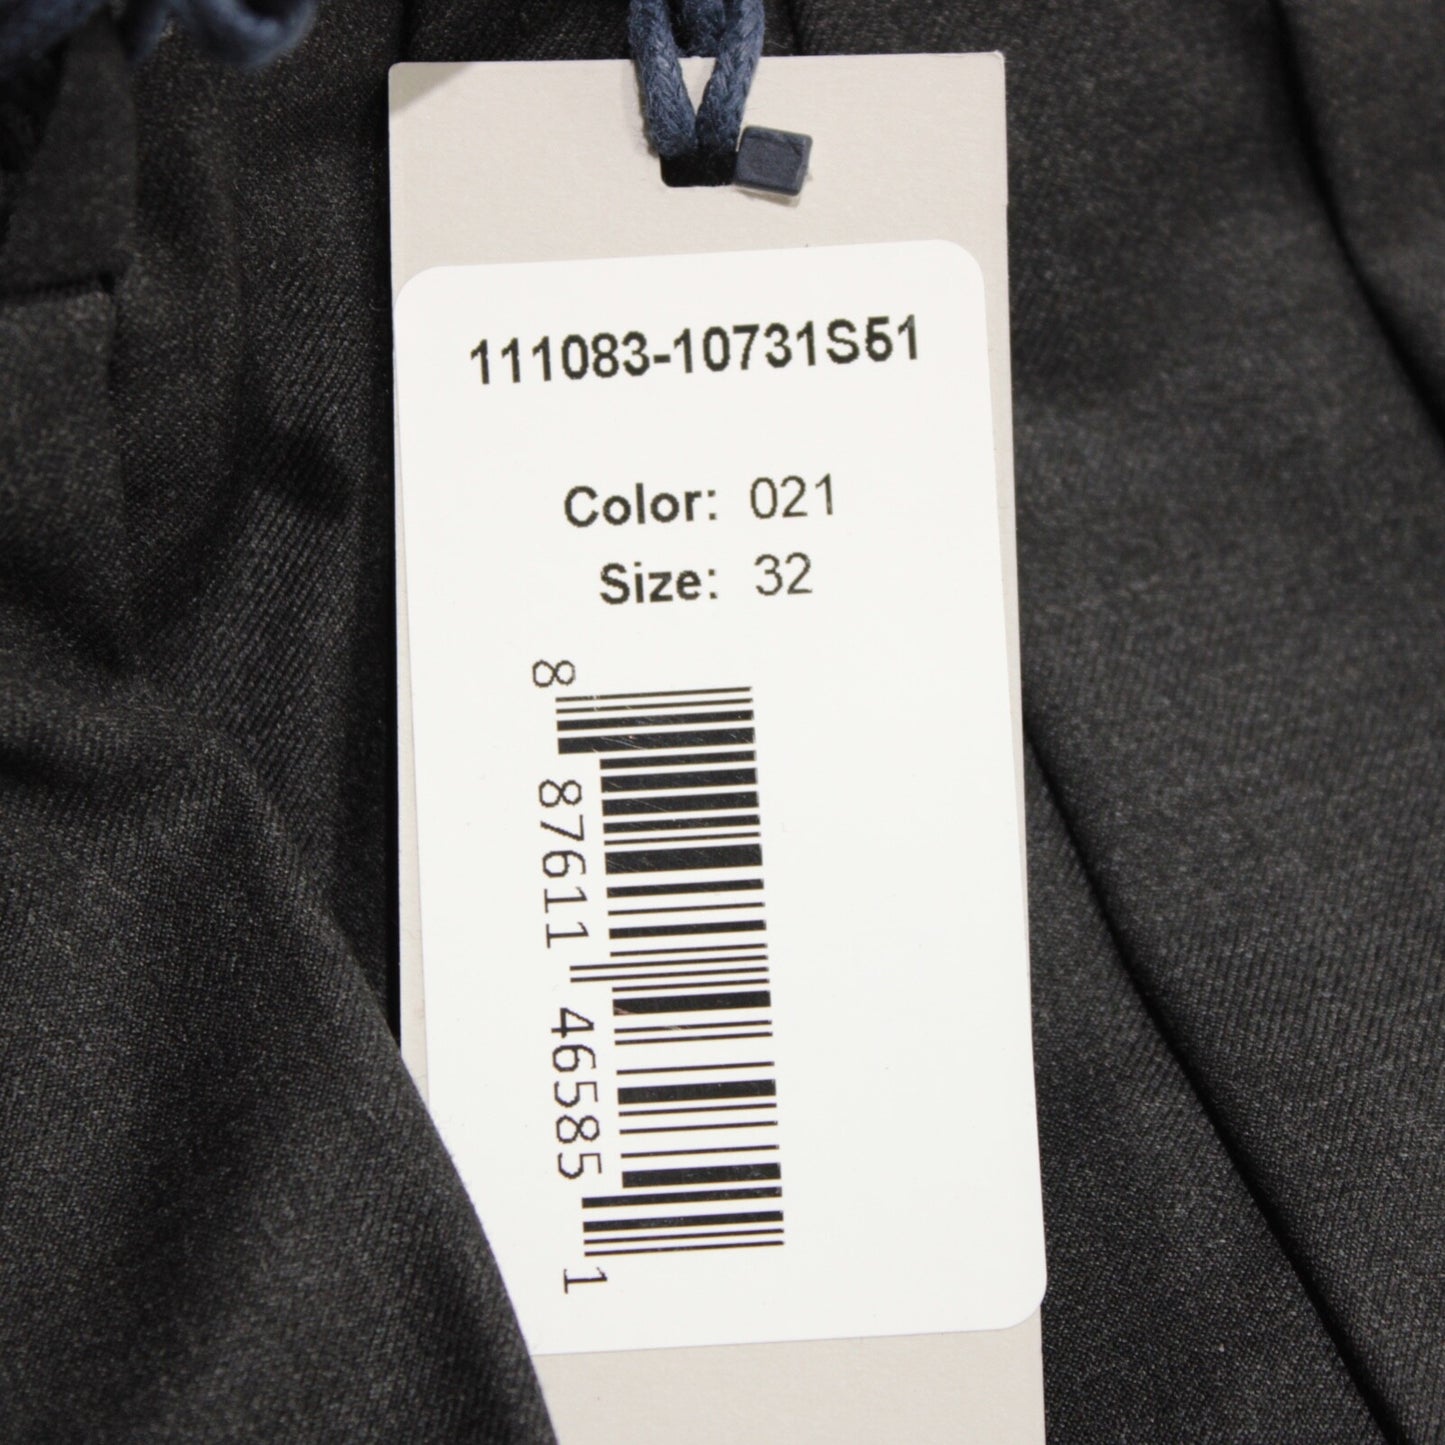 111083-10731S51
Color: 021
Size: 32
8 87611 46585 1